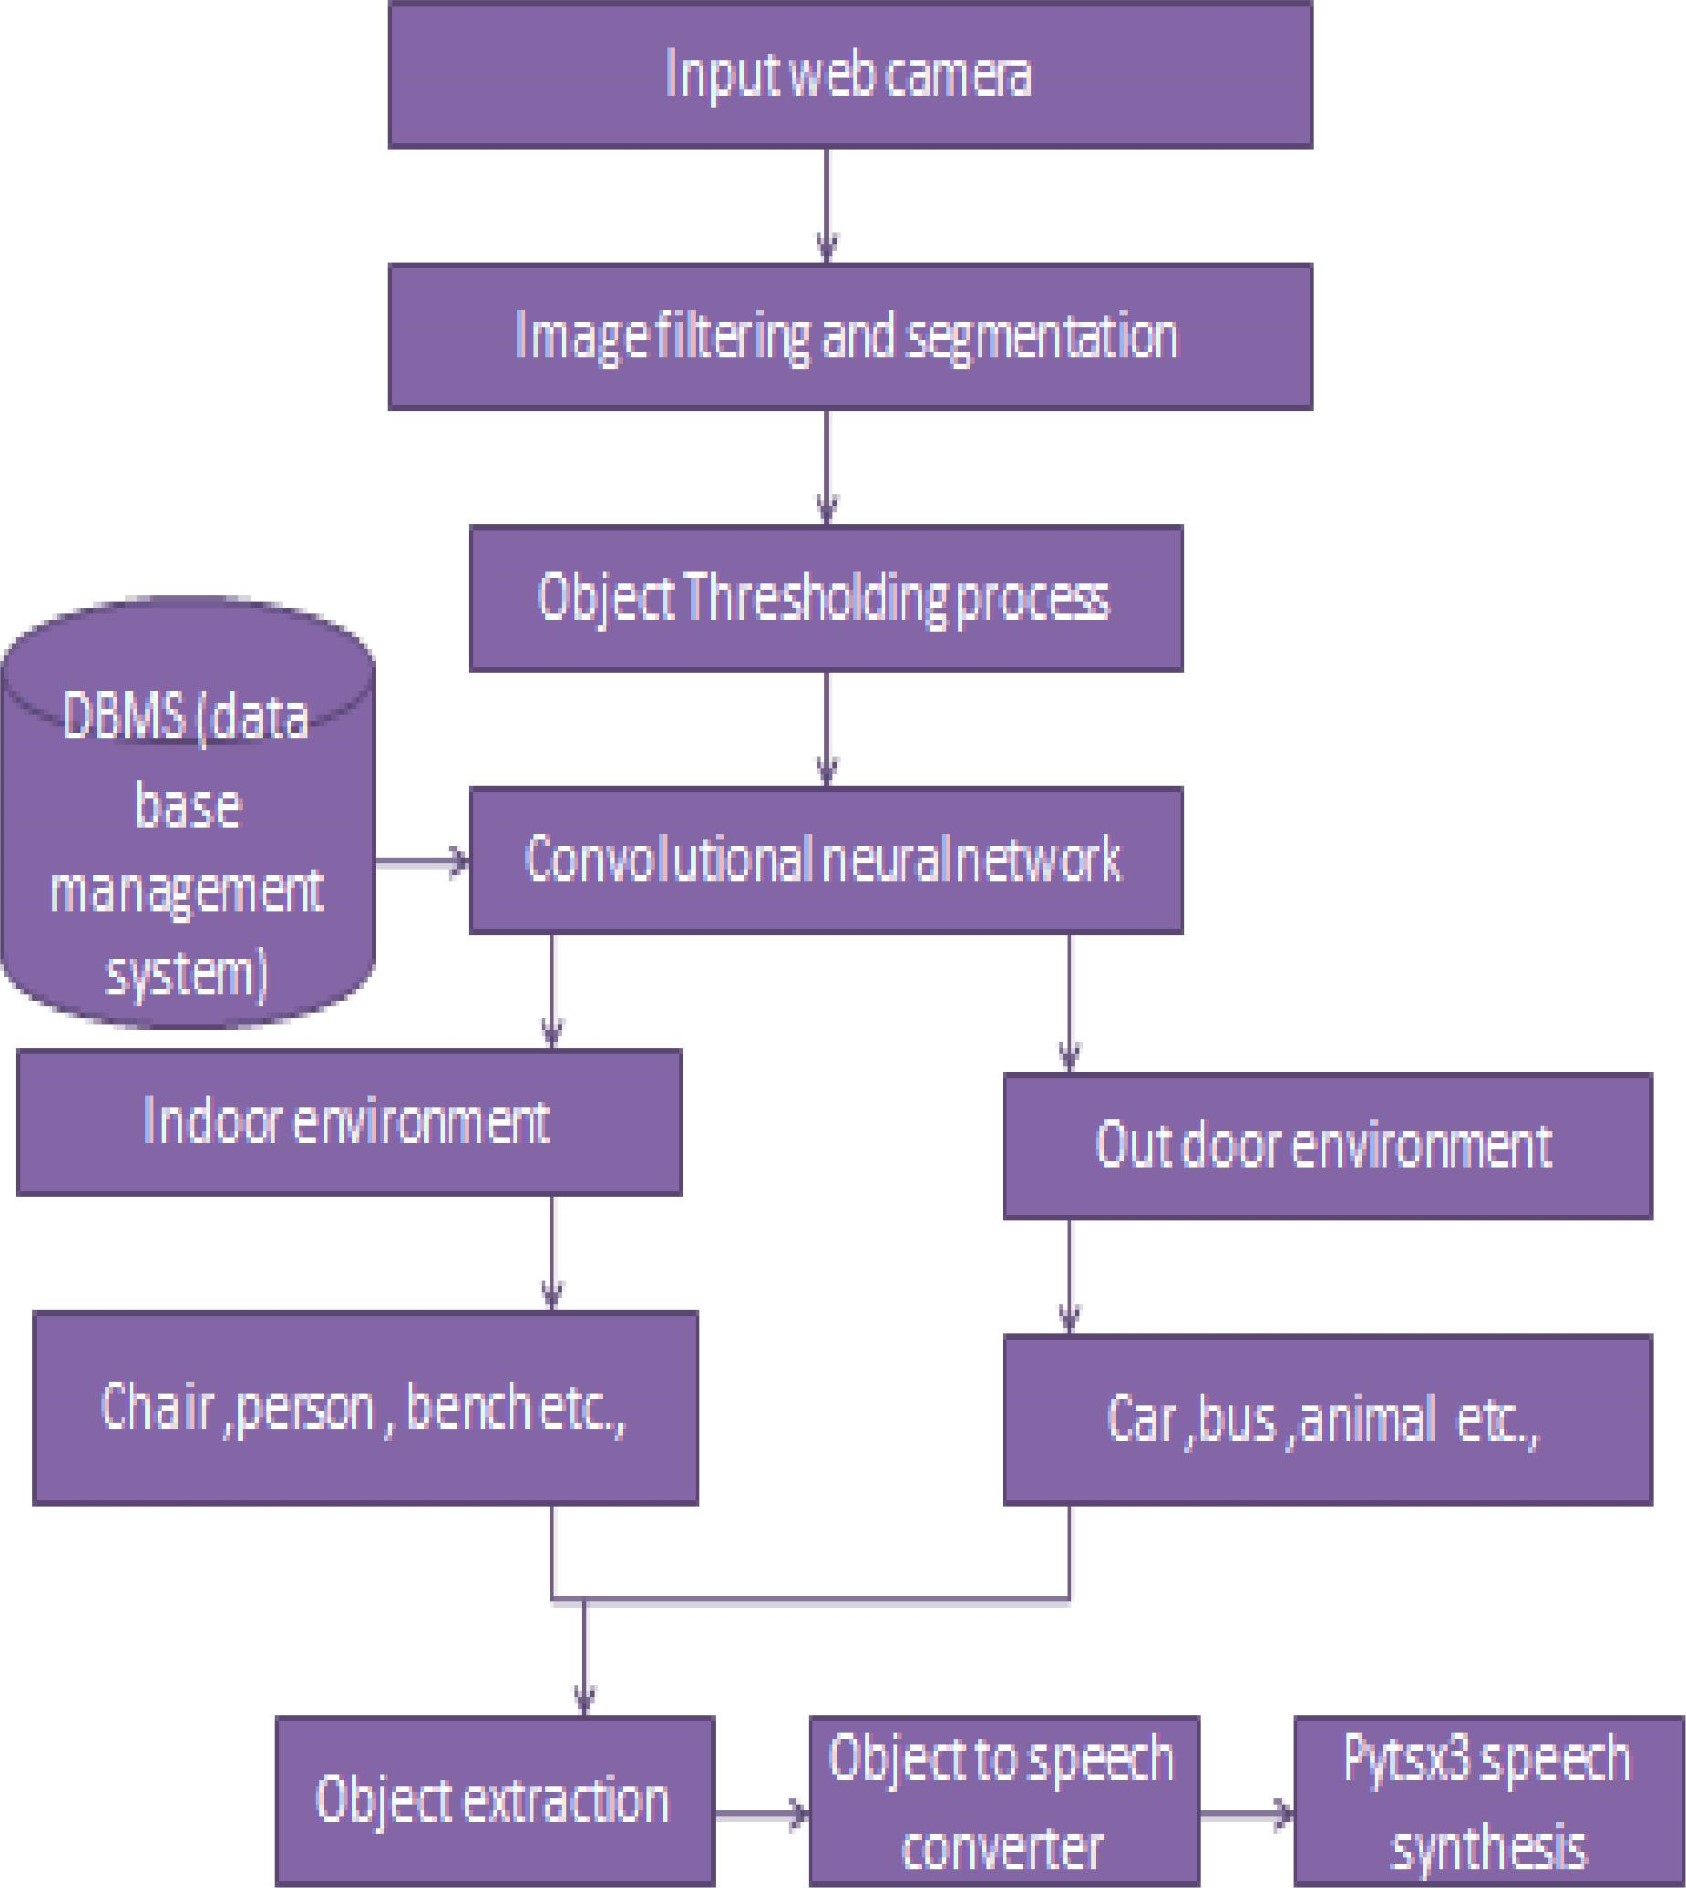 Input web camera
Image filtering and segmentation
Object Thresholding process
DBMS (data
base
management
system)
Convolutional neural network
Indoor environment
Out door environment
Chair ,person , bench etc.,
Car ,bus ,animal etc.,
Object extraction
Object to speech
converter
Pytsx3 speech
synthesis